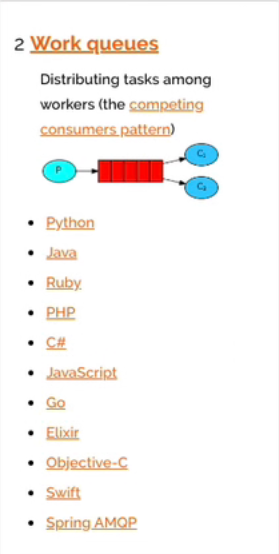 2 Work queues
Distributing tasks among
workers (the competing
consumers pattern)
P
C₁
C₂
Python
Java
Ruby
PHP
C#
JavaScript
Go
Elixir
Objective-C
Swift
Spring AMQP